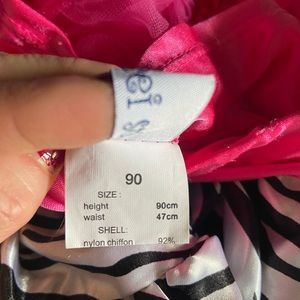 90
SIZE :
height 90cm
waist 47cm
SHELL:
nylon chiffon 92%